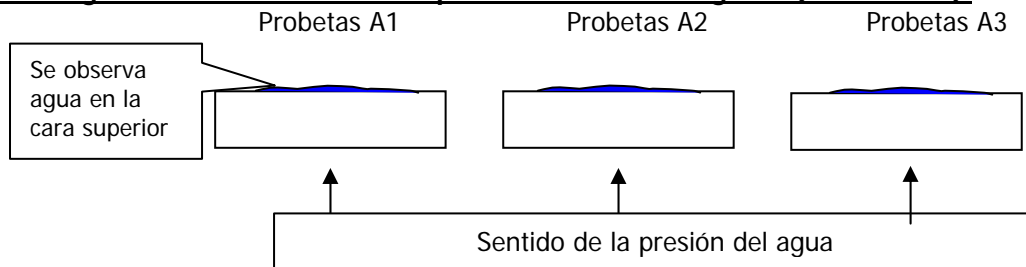 Probetas A1 Probetas A2 Probetas A3
Se observa
agua en la
cara superior
Sentido de la presión del agua